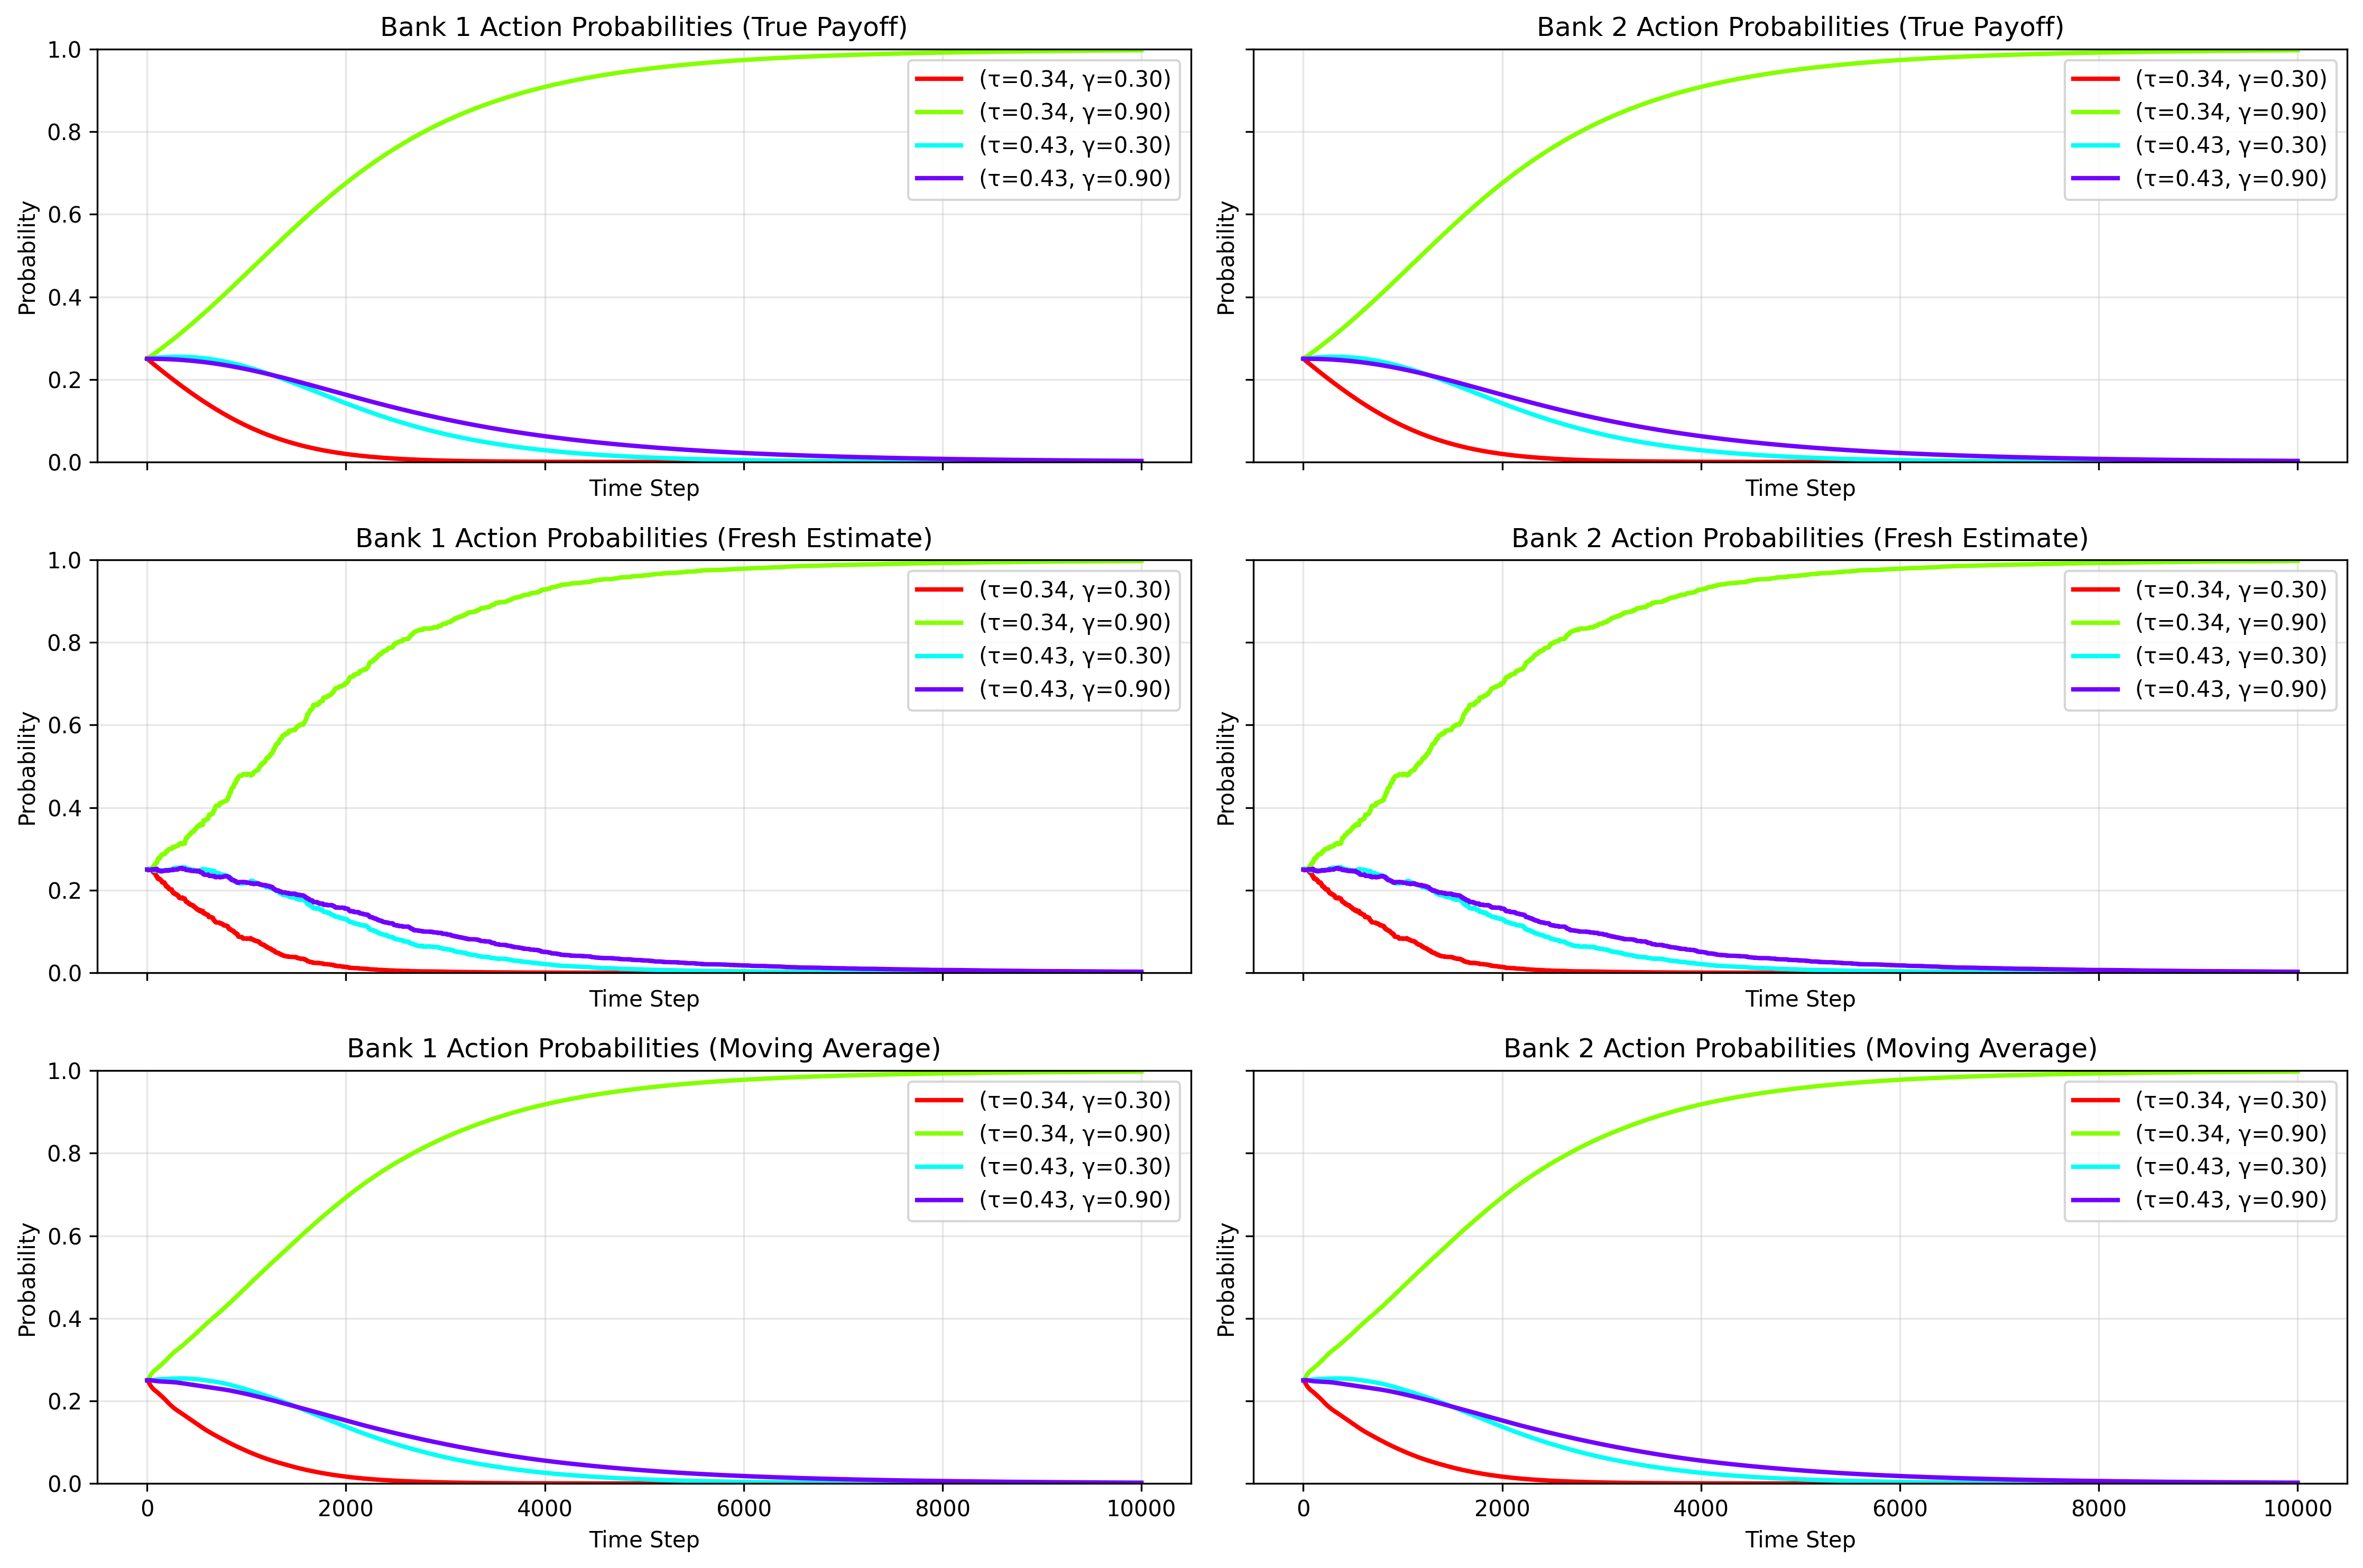 Bank 1 Action Probabilities (True Payoff)
Probability
1.0
0.8
0.6
0.4
0.2
0.0
(τ=0.34, γ=0.30)
(τ=0.34, γ=0.90)
(τ=0.43, γ=0.30)
(τ=0.43, γ=0.90)
Time Step
Bank 2 Action Probabilities (True Payoff)
Probability
(τ=0.34, γ=0.30)
(τ=0.34, γ=0.90)
(τ=0.43, γ=0.30)
(τ=0.43, γ=0.90)
Time Step
Bank 1 Action Probabilities (Fresh Estimate)
Probability
1.0
0.8
0.6
0.4
0.2
0.0
(τ=0.34, γ=0.30)
(τ=0.34, γ=0.90)
(τ=0.43, γ=0.30)
(τ=0.43, γ=0.90)
Time Step
Bank 2 Action Probabilities (Fresh Estimate)
Probability
(τ=0.34, γ=0.30)
(τ=0.34, γ=0.90)
(τ=0.43, γ=0.30)
(τ=0.43, γ=0.90)
Time Step
Bank 1 Action Probabilities (Moving Average)
Probability
1.0
0.8
0.6
0.4
0.2
0.0
(τ=0.34, γ=0.30)
(τ=0.34, γ=0.90)
(τ=0.43, γ=0.30)
(τ=0.43, γ=0.90)
0 2000 4000 6000 8000 10000
Time Step
Bank 2 Action Probabilities (Moving Average)
Probability
(τ=0.34, γ=0.30)
(τ=0.34, γ=0.90)
(τ=0.43, γ=0.30)
(τ=0.43, γ=0.90)
0 2000 4000 6000 8000 10000
Time Step